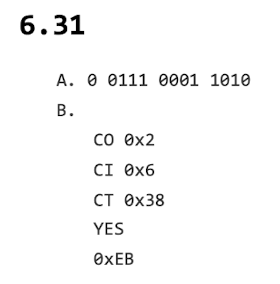 6.31
A. 0 0111 0001 1010
B.
CO 0x2
CI 0x6
CT 0x38
YES
0xEB